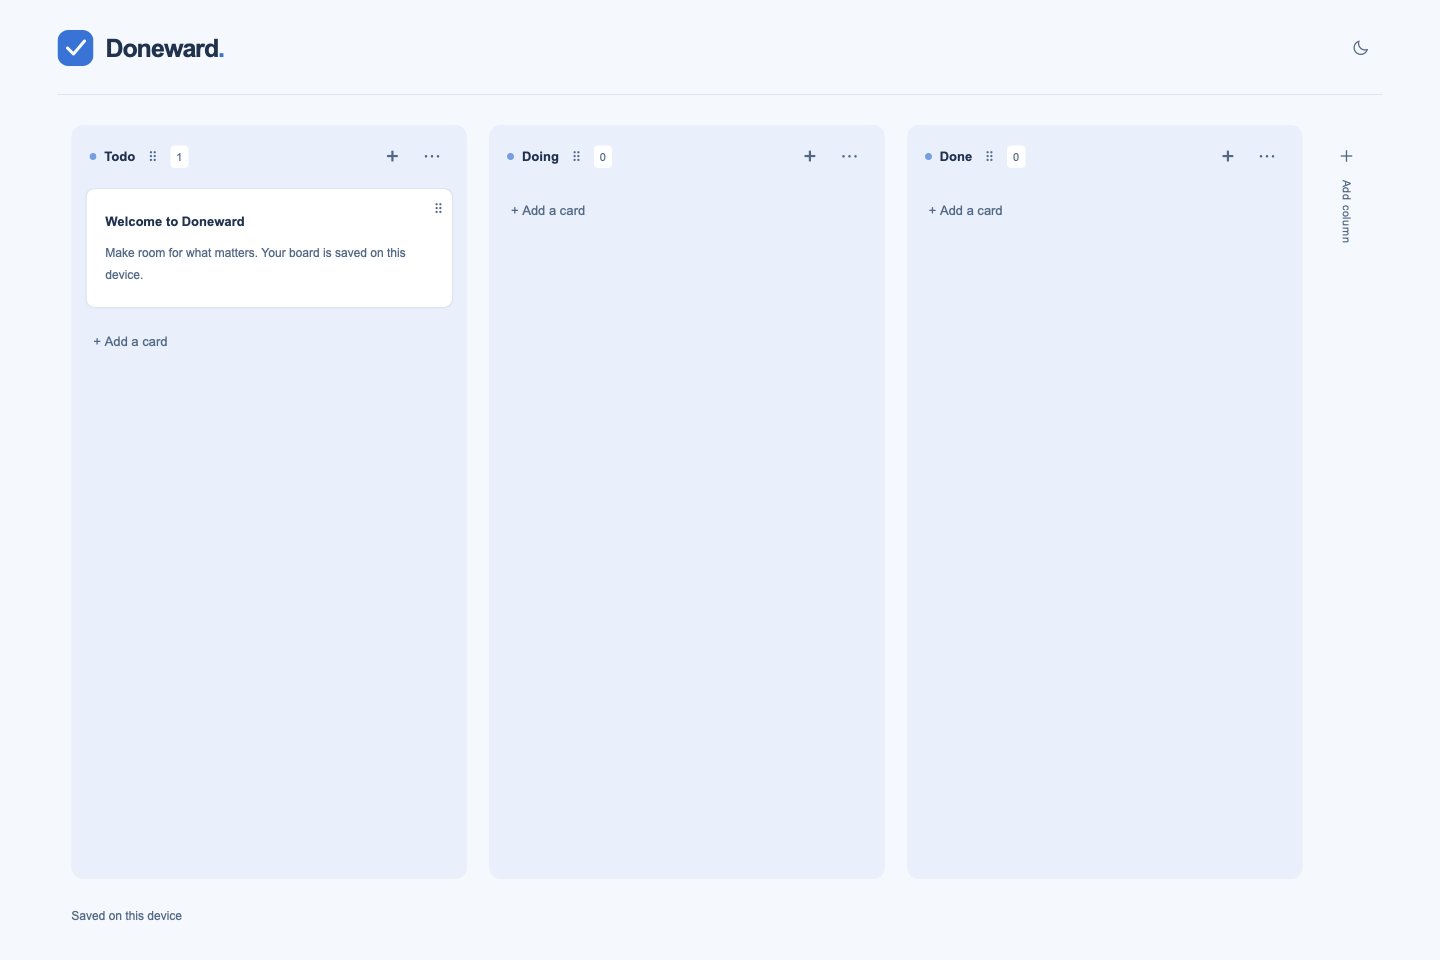 Doneward.
Todo 1
Welcome to Doneward
Make room for what matters. Your board is saved on this
device.
+ Add a card
Doing 0
+ Add a card
Done 0
+ Add a card
Add column
Saved on this device